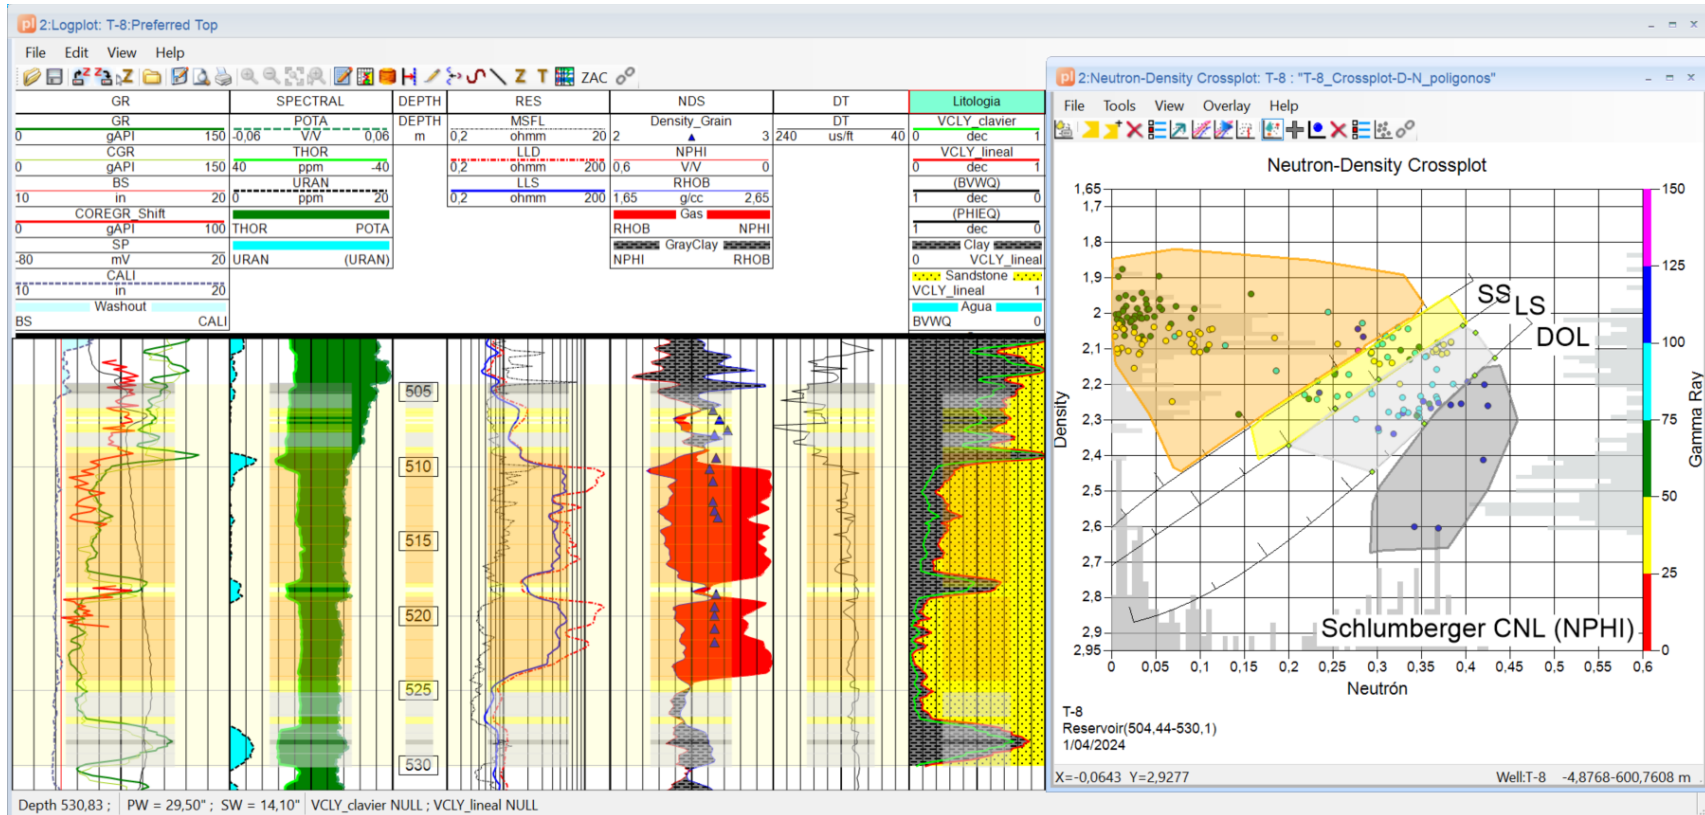 2:Logplot: T-8:Preferred Top
File Edit View Help
ZAC
GR SPECTRAL DEPTH RES NDS DT Litologia
GR POTA DEPTH MSFL Density_Grain DT VCLY_clavier
0 gAPI 150 -0,06 V/V 0,06 m 0,2 ohmm 20 2 3 240 us/ft 40 0 dec 1
CGR THOR LLD NPHI VCLY_lineal
0 gAPI 150 40 ppm -40 0,2 ohmm 200 0,6 V/V 0 0 dec 1
BS URAN LLS RHOB (BVWQ)
10 in 20 0 ppm 20 0,2 ohmm 200 1,65 g/cc 2,65 1 dec 0
COREGR_Shift Gas (PHIEQ)
0 gAPI 100 THOR POTA RHOB NPHI 1 dec 0
SP GrayClay Clay
-80 mV 20 URAN (URAN) NPHI RHOB 0 VCLY_lineal
CALI Sandstone
10 in 20 VCLY_lineal 1
Washout Agua
BS CALI BVWQ 0
505
510
515
520
525
530
Depth 530,83 ; PW = 29,50" ; SW = 14,10" VCLY_clavier NULL ; VCLY_lineal NULL
2:Neutron-Density Crossplot: T-8 : "T-8_Crossplot-D-N_poligonos"
File Tools View Overlay Help
Neutron-Density Crossplot
1,65
1,7
1,8
1,9
2
2,1
2,2
2,3
2,4
2,5
2,6
2,7
2,8
2,9
2,95
Density
SS
LS
DOL
Schlumberger CNL (NPHI)
150
125
100
75
50
25
0
Gamma Ray
0 0,05 0,1 0,15 0,2 0,25 0,3 0,35 0,4 0,45 0,5 0,55 0,6
Neutrón
T-8
Reservoir(504,44-530,1)
1/04/2024
X=-0,0643 Y=2,9277 Well:T-8 -4,8768-600,7608 m